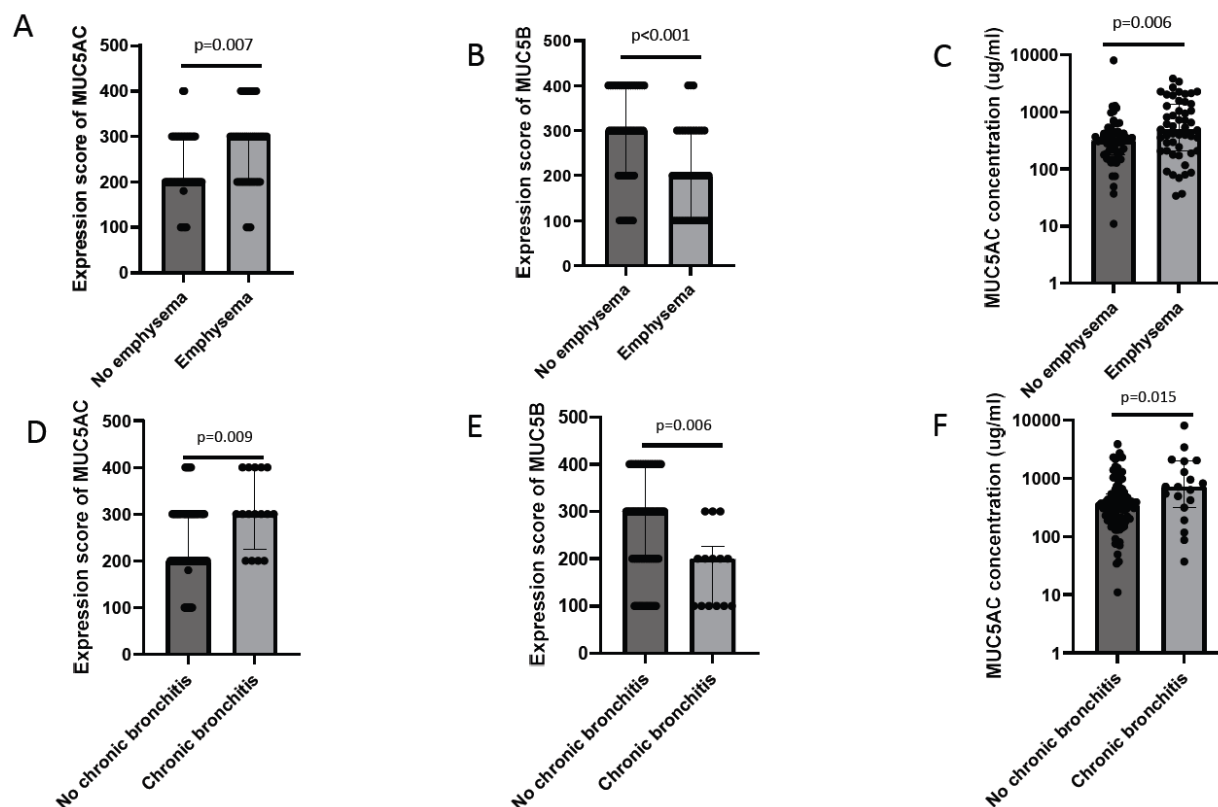 A
Expression score of MUC5AC
500
400
300
200
100
0
p=0.007
No emphysema
Emphysema
B
Expression score of MUC5B
500
400
300
200
100
0
p<0.001
No emphysema
Emphysema
C
MUC5AC concentration (ug/ml)
10000
1000
100
10
1
p=0.006
No emphysema
Emphysema
D
Expression score of MUC5AC
500
400
300
200
100
0
p=0.009
No chronic bronchitis
Chronic bronchitis
E
Expression score of MUC5B
500
400
300
200
100
0
p=0.006
No chronic bronchitis
Chronic bronchitis
F
MUC5AC concentration (ug/ml)
10000
1000
100
10
1
p=0.015
No chronic bronchitis
Chronic bronchitis